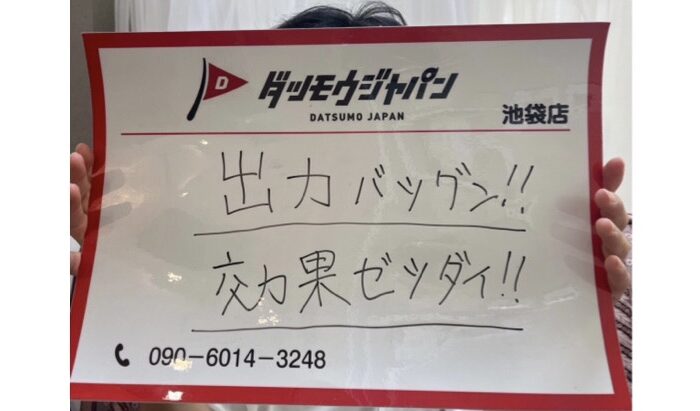 D
ダツモウジャパン
DATSUMO JAPAN
池袋店
出力バツグン!!
効果ゼツダイ!!
090-6014-3248